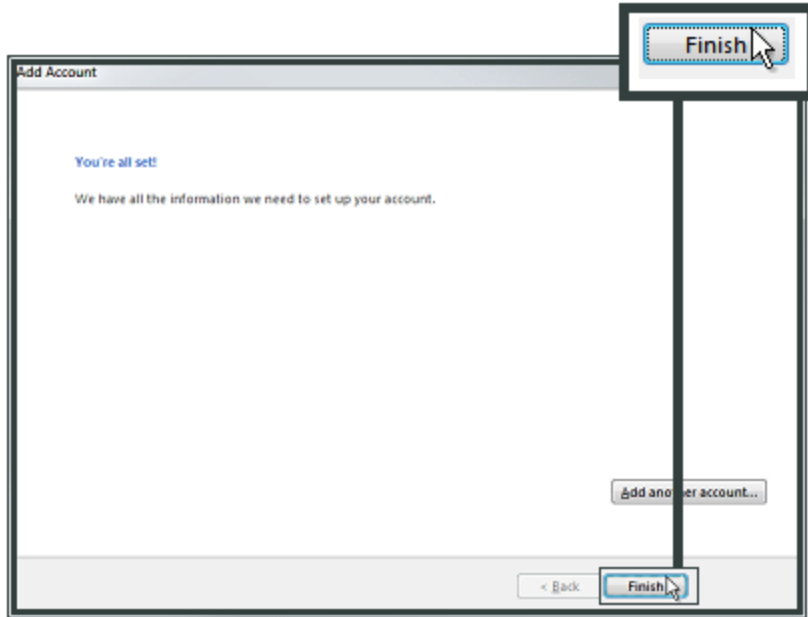 Finish
Add Account
You're all set!
We have all the information we need to set up your account.
Add another account...
< Back
Finish